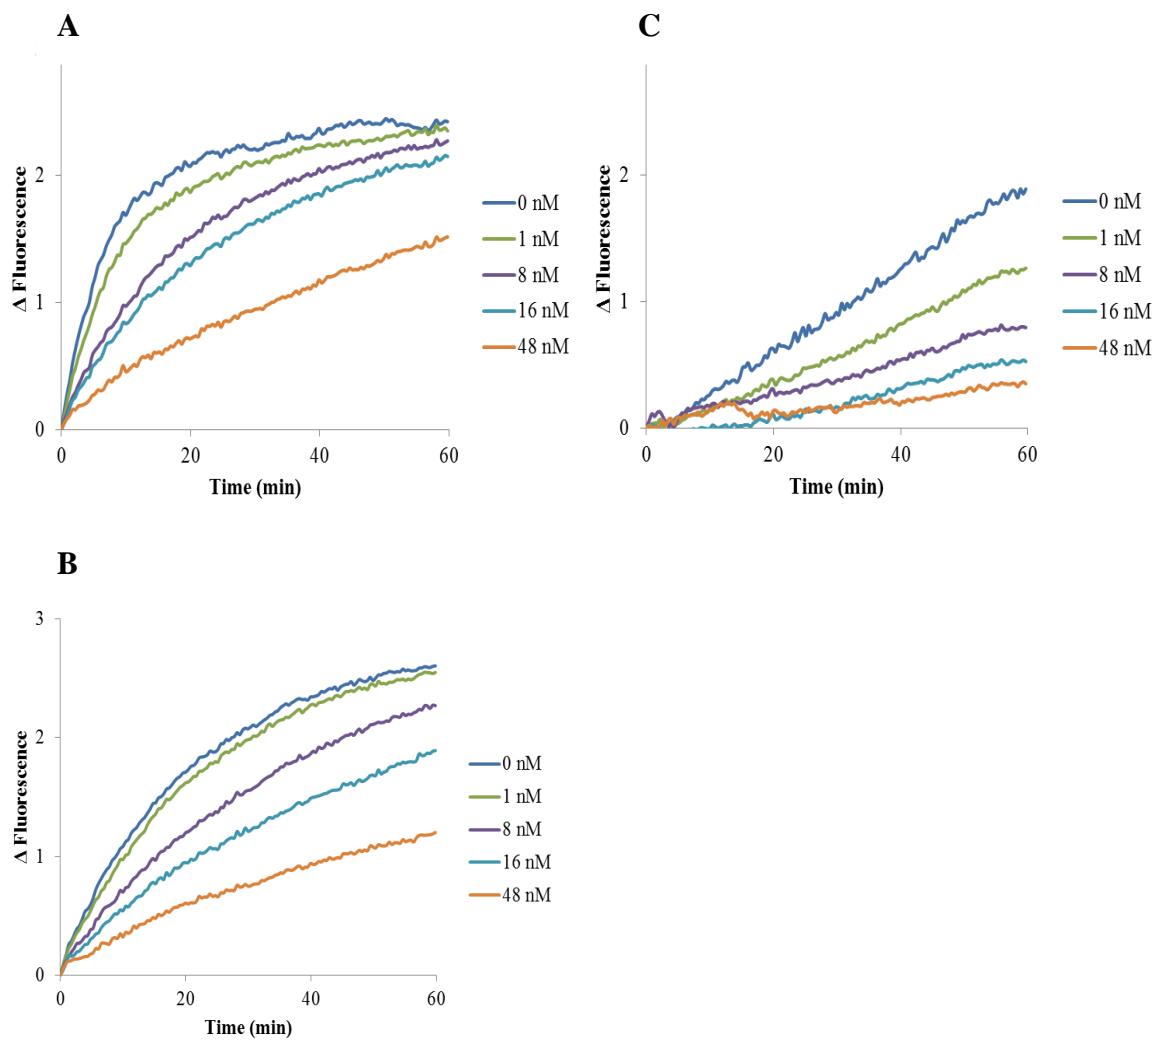 A
Δ Fluorescence
2
1
0
0 20 40 60
Time (min)
0 nM
1 nM
8 nM
16 nM
48 nM
C
Δ Fluorescence
2
1
0
0 20 40 60
Time (min)
0 nM
1 nM
8 nM
16 nM
48 nM
B
Δ Fluorescence
3
2
1
0
0 20 40 60
Time (min)
0 nM
1 nM
8 nM
16 nM
48 nM